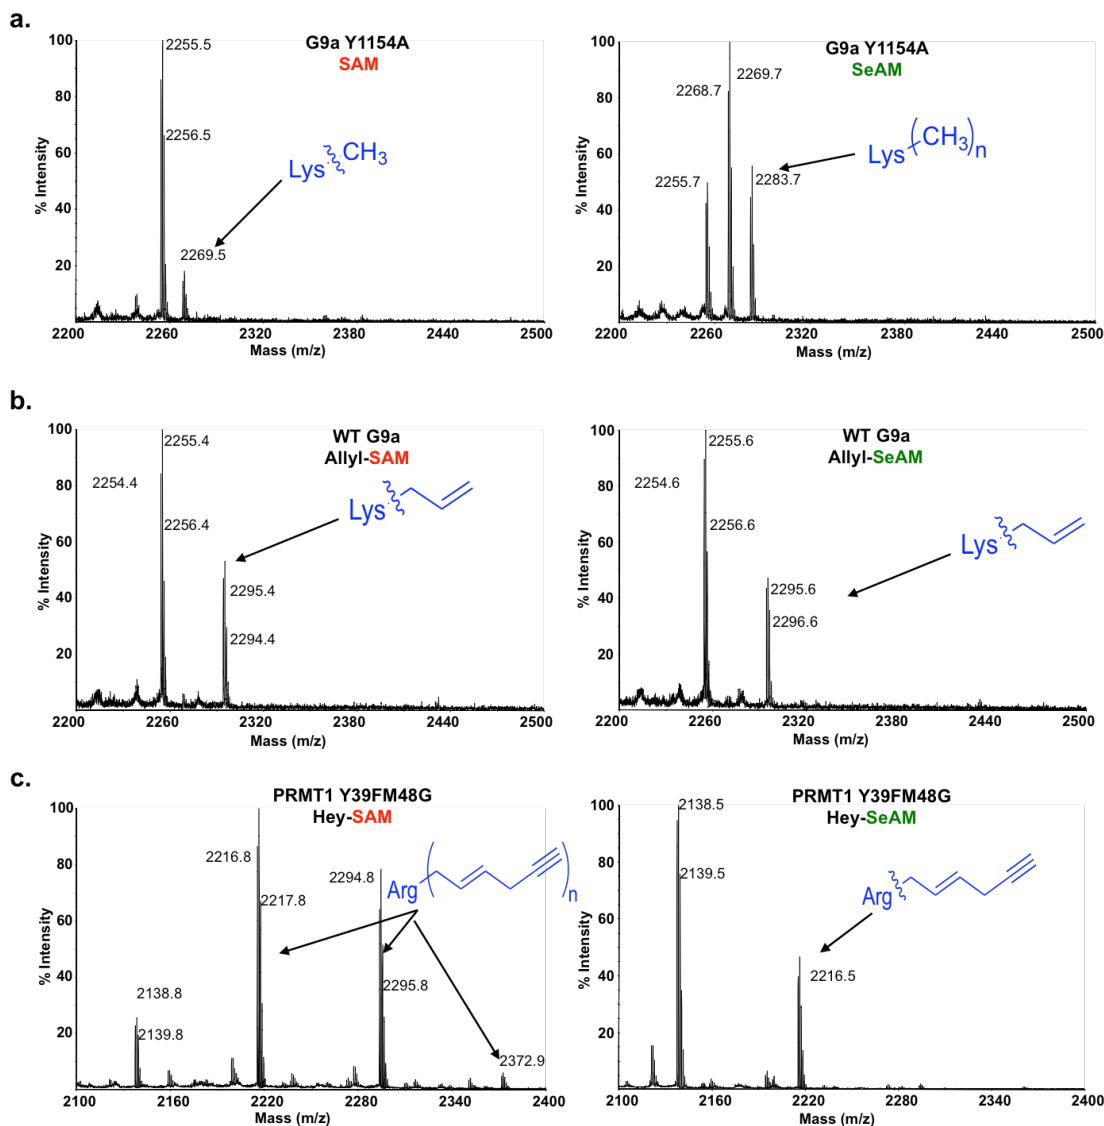 a.
G9a Y1154A
SAM
% Intensity
100
80
60
40
20
2255.5
2256.5
2269.5
Lys CH3
2200 2260 2320 2380 2440 2500
Mass (m/z)
G9a Y1154A
SeAM
% Intensity
100
80
60
40
20
2269.7
2268.7
2255.7
2283.7
Lys (CH3)n
2200 2260 2320 2380 2440 2500
Mass (m/z)
b.
WT G9a
Allyl-SAM
% Intensity
100
80
60
40
20
2255.4
2254.4
2256.4
2295.4
2294.4
Lys
2200 2260 2320 2380 2440 2500
Mass (m/z)
WT G9a
Allyl-SeAM
% Intensity
100
80
60
40
20
2255.6
2254.6
2256.6
2295.6
2296.6
Lys
2200 2260 2320 2380 2440 2500
Mass (m/z)
c.
PRMT1 Y39FM48G
Hey-SAM
% Intensity
100
80
60
40
20
2216.8
2217.8
2294.8
2295.8
2138.8
2139.8
2372.9
Arg ( )n
2100 2160 2220 2280 2340 2400
Mass (m/z)
PRMT1 Y39FM48G
Hey-SeAM
% Intensity
100
80
60
40
20
2138.5
2139.5
2216.5
Arg
2100 2160 2220 2280 2340 2400
Mass (m/z)